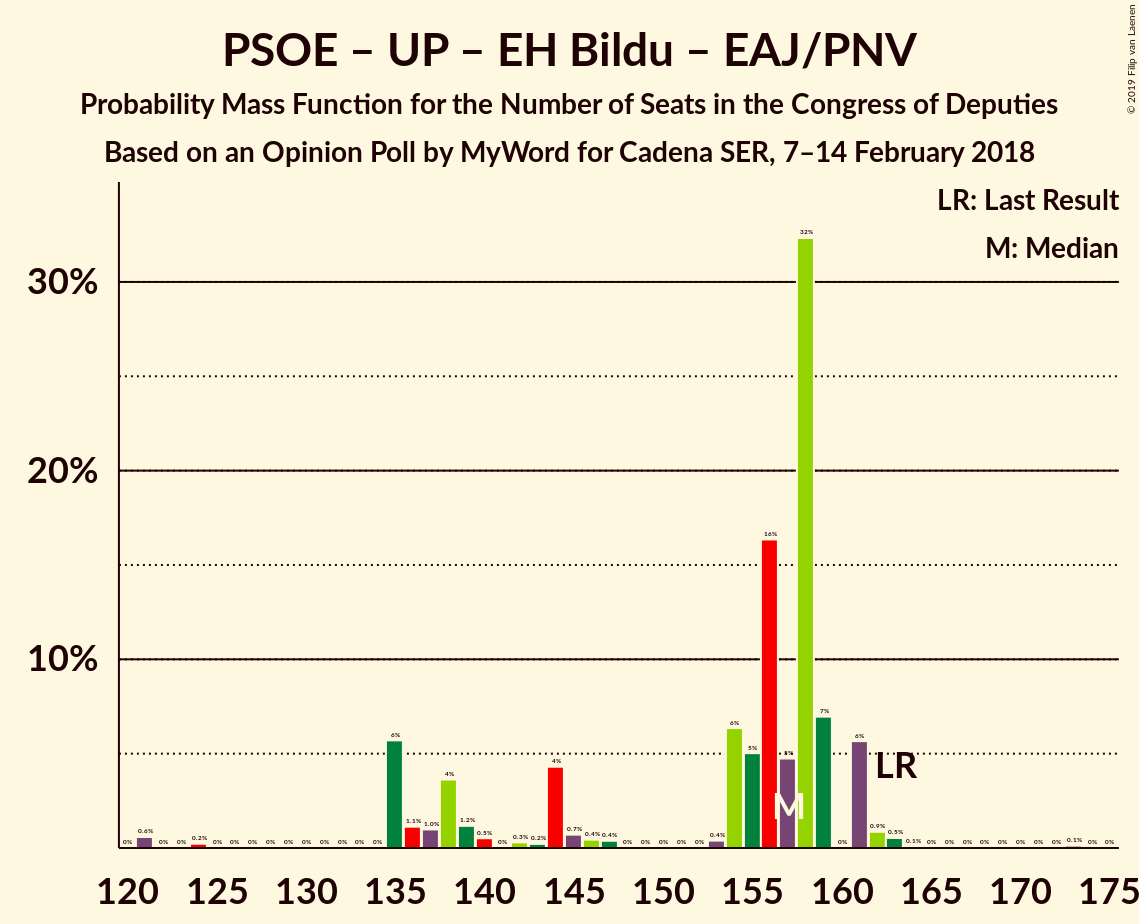 PSOE – UP – EH Bildu – EAJ/PNV
Probability Mass Function for the Number of Seats in the Congress of Deputies
Based on an Opinion Poll by MyWord for Cadena SER, 7–14 February 2018
© 2019 Filip van Laenen
LR: Last Result
M: Median
30%
20%
10%
0% 0.6% 0% 0% 0.2% 0% 0% 0% 0% 0% 0% 0% 0% 0% 0% 6% 1.1% 1.0% 4% 1.2% 0.5% 0% 0.3% 0.2% 4% 0.7% 0.4% 0.4% 0% 0% 0% 0% 0% 0.4% 6% 5% 16% 5% 32% 7% 0% 6% 0.9% 0.5% 0.1% 0% 0% 0% 0% 0% 0% 0% 0% 0.1% 0% 0%
M
LR
120 125 130 135 140 145 150 155 160 165 170 175